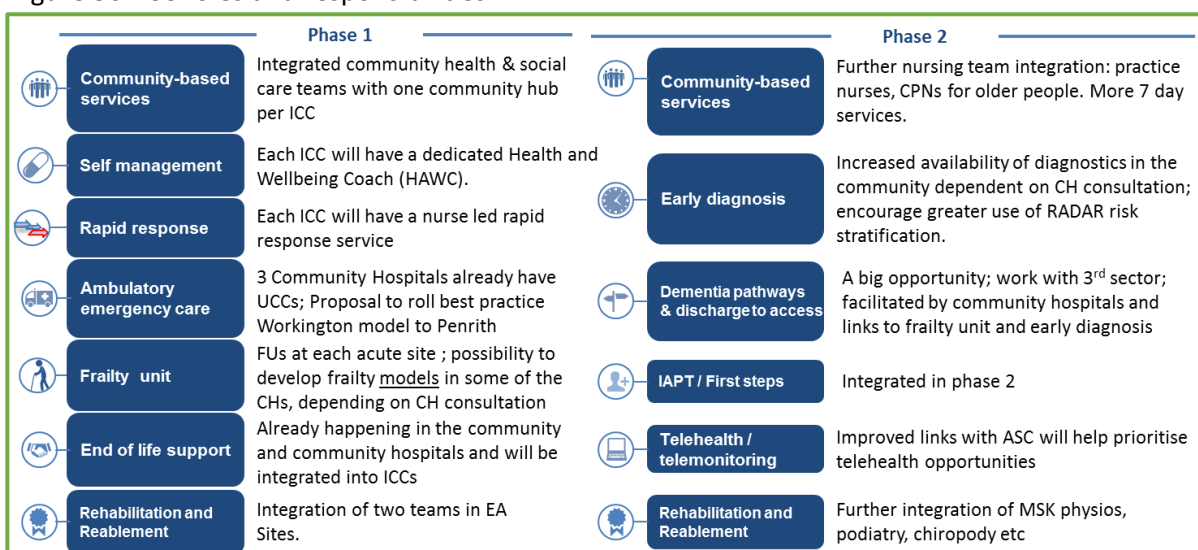 Phase 1
Community-based
services
Integrated community health & social
care teams with one community hub
per ICC
Self management
Each ICC will have a dedicated Health and
Wellbeing Coach (HAWC).
Rapid response
Each ICC will have a nurse led rapid
response service
Ambulatory
emergency care
3 Community Hospitals already have
UCCs; Proposal to roll best practice
Workington model to Penrith
Frailty unit
FUs at each acute site ; possibility to
develop frailty models in some of the
CHs, depending on CH consultation
End of life support
Already happening in the community
and community hospitals and will be
integrated into ICCs
Rehabilitation and
Reablement
Integration of two teams in EA
Sites.
Phase 2
Community-based
services
Further nursing team integration: practice
nurses, CPNs for older people. More 7 day
services.
Early diagnosis
Increased availability of diagnostics in the
community dependent on CH consultation;
encourage greater use of RADAR risk
stratification.
Dementia pathways
& discharge to access
A big opportunity; work with 3rd sector;
facilitated by community hospitals and
links to frailty unit and early diagnosis
IAPT / First steps
Integrated in phase 2
Telehealth /
telemonitoring
Improved links with ASC will help prioritise
telehealth opportunities
Rehabilitation and
Reablement
Further integration of MSK physios,
podiatry, chiropody etc